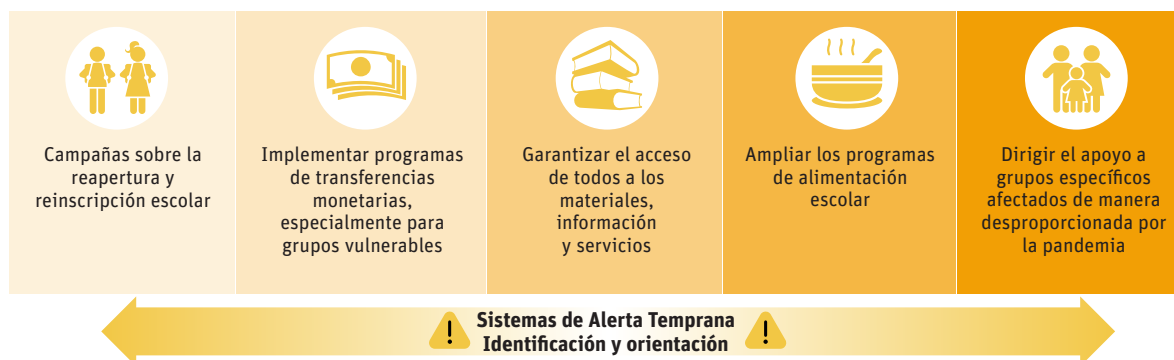 Campañas sobre la
reapertura y
reinscripción escolar
Implementar programas
de transferencias
monetarias,
especialmente para
grupos vulnerables
Garantizar el acceso
de todos a los
materiales,
información
y servicios
Ampliar los programas
de alimentación
escolar
Dirigir el apoyo a
grupos específicos
afectados de manera
desproporcionada por
la pandemia
Sistemas de Alerta Temprana
Identificación y orientación